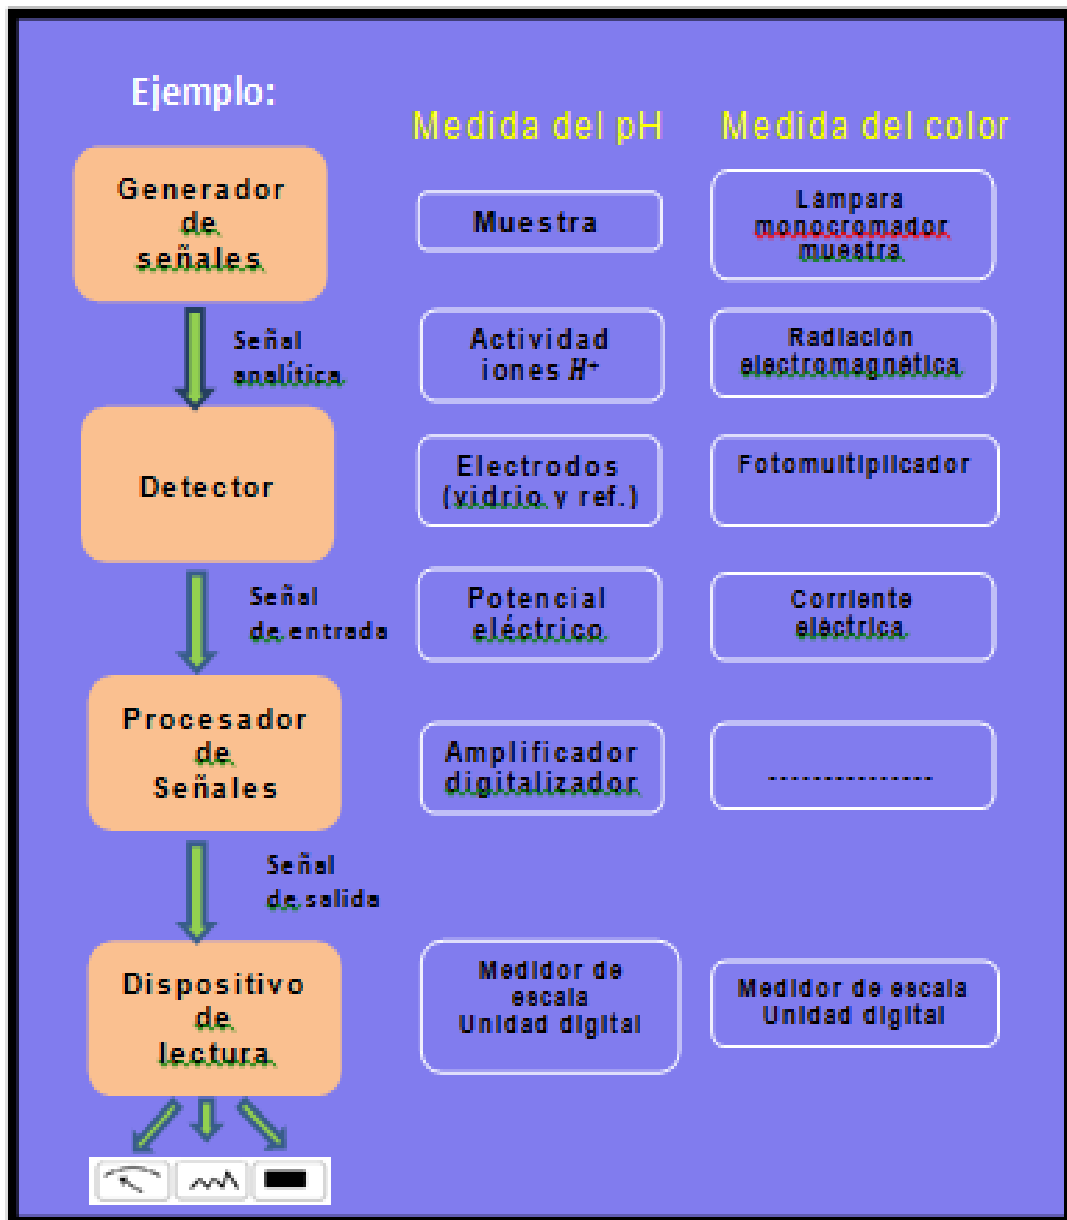 Ejemplo:
Medida del pH
Medida del color
Generador
de
señales
Muestra
Lámpara
monocromador
muestra
Señal
analítica
Actividad
iones H⁺
Radiación
electromagnética
Detector
Electrodos
(vidrio y ref.)
Fotomultiplicador
Señal
de entrada
Potencial
eléctrico
Corriente
eléctrica
Procesador
de
Señales
Amplificador
digitalizador
---------------
Señal
de salida
Dispositivo
de
lectura
Medidor de
escala
Unidad digital
Medidor de escala
Unidad digital